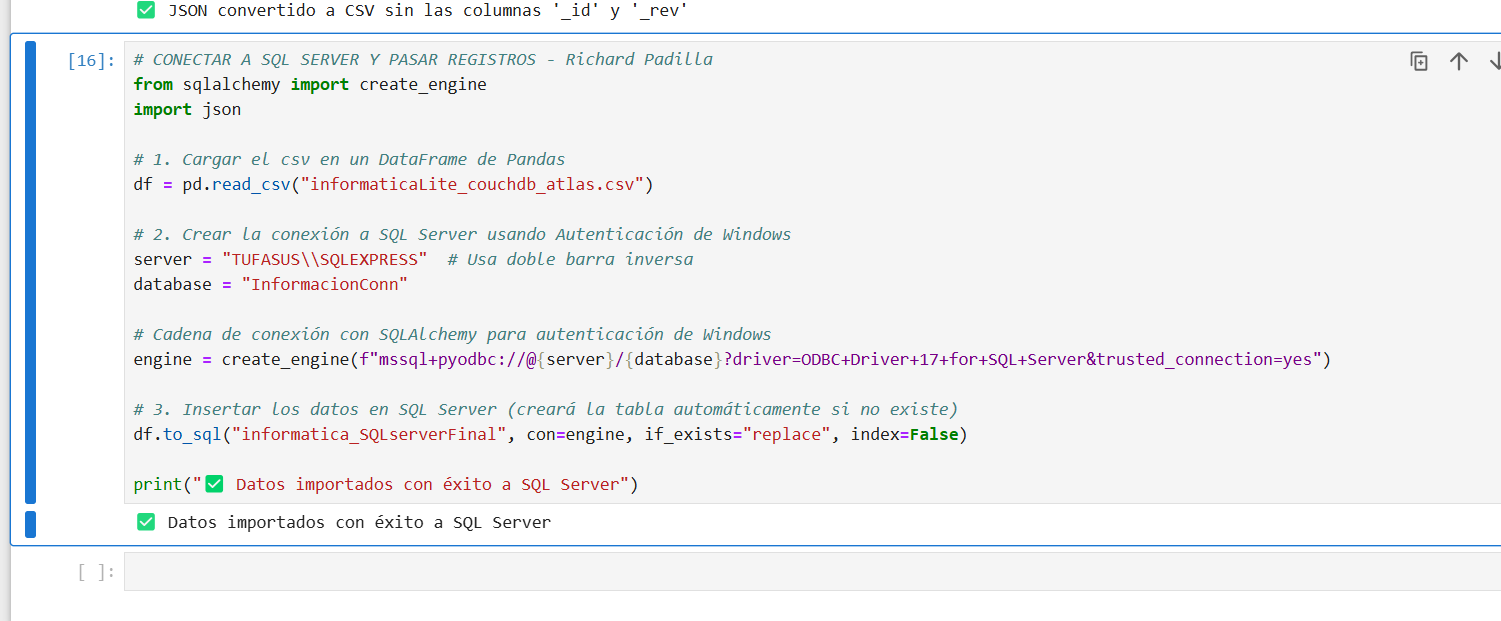 ✅ JSON convertido a CSV sin las columnas '_id' y '_rev'
[16]:
# CONECTAR A SQL SERVER Y PASAR REGISTROS - Richard Padilla
from sqlalchemy import create_engine
import json
# 1. Cargar el csv en un DataFrame de Pandas
df = pd.read_csv("informaticaLite_couchdb_atlas.csv")
# 2. Crear la conexión a SQL Server usando Autenticación de Windows
server = "TUFASUS\\SQLEXPRESS"  # Usa doble barra inversa
database = "InformacionConn"
# Cadena de conexión con SQLAlchemy para autenticación de Windows
engine = create_engine(f"mssql+pyodbc://@{server}/{database}?driver=ODBC+Driver+17+for+SQL+Server&trusted_connection=yes")
# 3. Insertar los datos en SQL Server (creará la tabla automáticamente si no existe)
df.to_sql("informatica_SQLserverFinal", con=engine, if_exists="replace", index=False)
print("✅ Datos importados con éxito a SQL Server")
✅ Datos importados con éxito a SQL Server
[ ]: